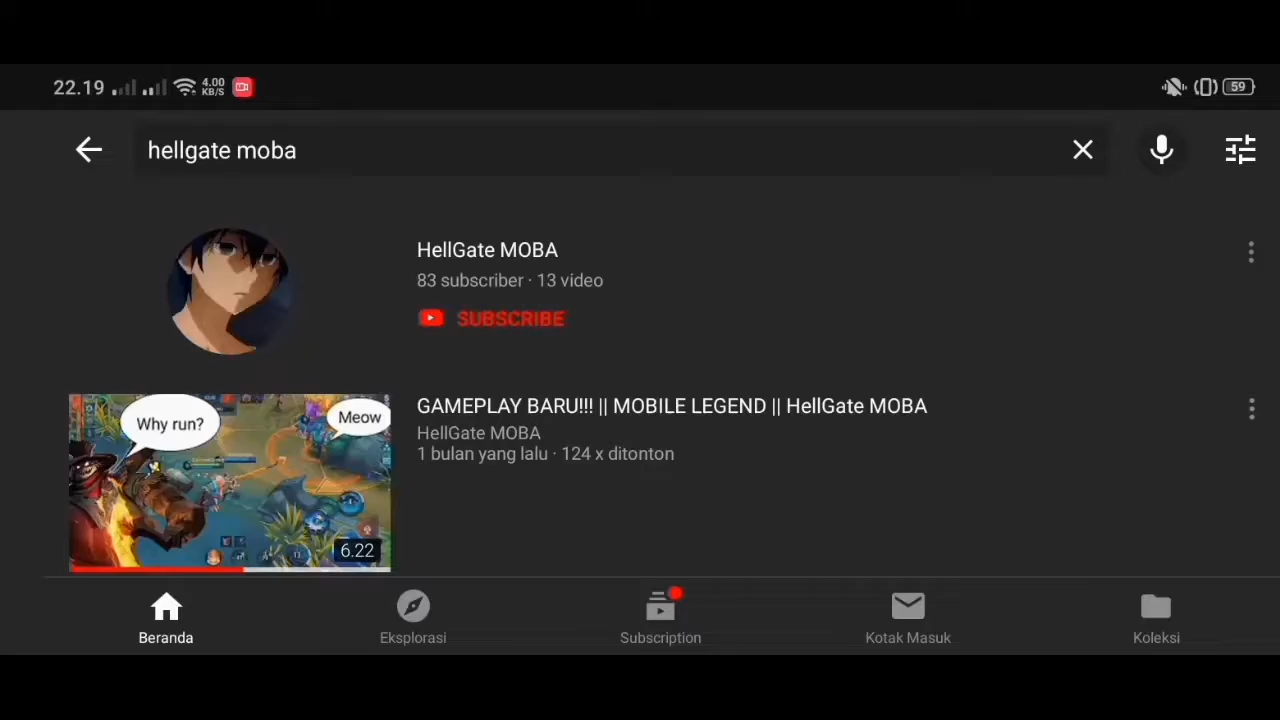 22.19 4.00 KB/S 59
hellgate moba
HellGate MOBA
83 subscriber · 13 video
SUBSCRIBE
Why run?
Meow
6.22
GAMEPLAY BARU!!! || MOBILE LEGEND || HellGate MOBA
HellGate MOBA
1 bulan yang lalu · 124 x ditonton
Beranda Eksplorasi Subscription Kotak Masuk Koleksi